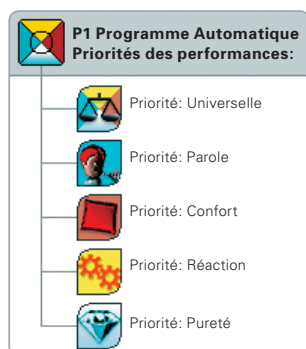 P1 Programme Automatique
Priorités des performances:
Priorité: Universelle
Priorité: Parole
Priorité: Confort
Priorité: Réaction
Priorité: Pureté